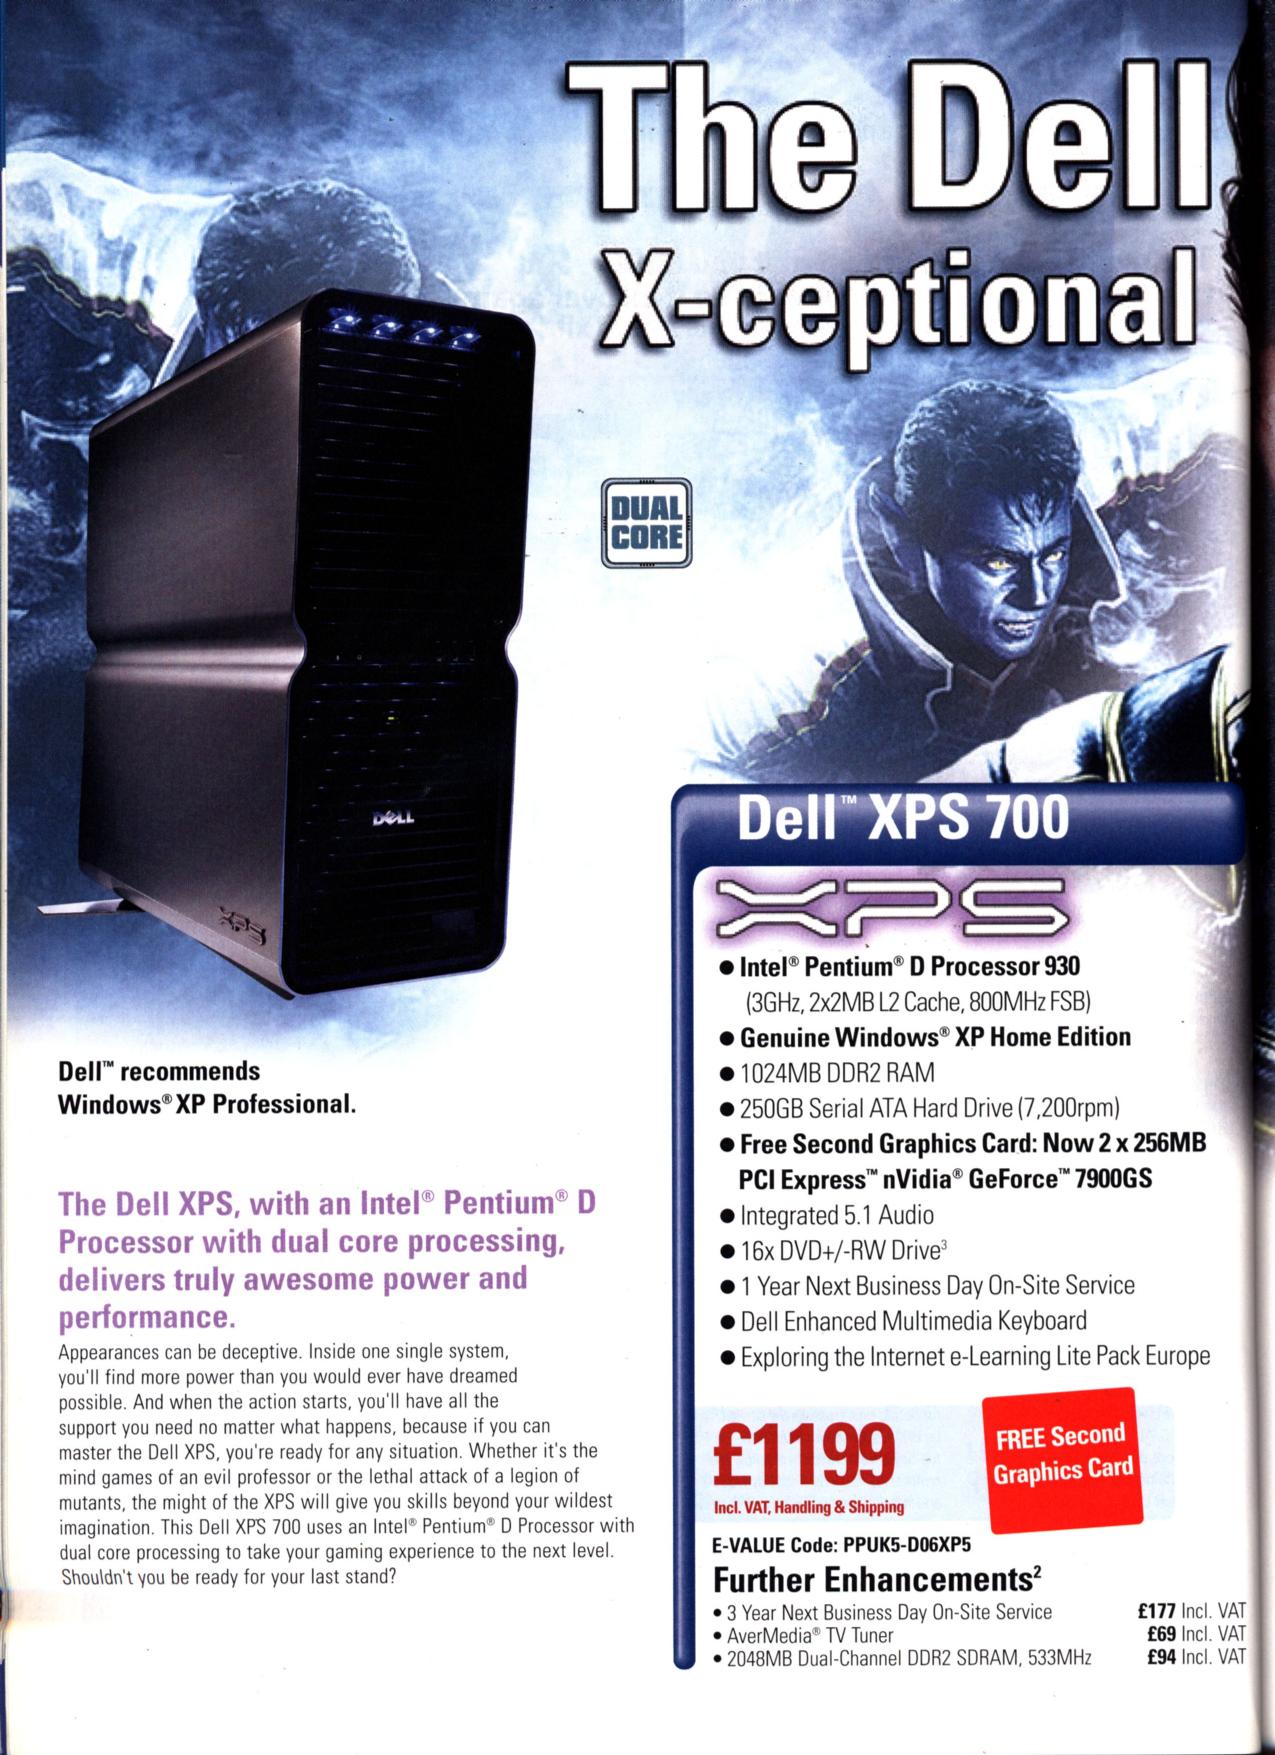 The Dell
X-ceptional
DUAL
CORE
DELL
XPS
Dell™ recommends
Windows® XP Professional.
The Dell XPS, with an Intel® Pentium® D
Processor with dual core processing,
delivers truly awesome power and
performance.
Appearances can be deceptive. Inside one single system,
you'll find more power than you would ever have dreamed
possible. And when the action starts, you'll have all the
support you need no matter what happens, because if you can
master the Dell XPS, you're ready for any situation. Whether it's the
mind games of an evil professor or the lethal attack of a legion of
mutants, the might of the XPS will give you skills beyond your wildest
imagination. This Dell XPS 700 uses an Intel® Pentium® D Processor with
dual core processing to take your gaming experience to the next level.
Shouldn't you be ready for your last stand?
Dell™ XPS 700
XPS
• Intel® Pentium® D Processor 930
(3GHz, 2x2MB L2 Cache, 800MHz FSB)
• Genuine Windows® XP Home Edition
• 1024MB DDR2 RAM
• 250GB Serial ATA Hard Drive (7,200rpm)
• Free Second Graphics Card: Now 2 x 256MB
PCI Express™ nVidia® GeForce™ 7900GS
• Integrated 5.1 Audio
• 16x DVD+/-RW Drive³
• 1 Year Next Business Day On-Site Service
• Dell Enhanced Multimedia Keyboard
• Exploring the Internet e-Learning Lite Pack Europe
£1199
Incl. VAT, Handling & Shipping
FREE Second
Graphics Card
E-VALUE Code: PPUK5-D06XP5
Further Enhancements²
• 3 Year Next Business Day On-Site Service £177 Incl. VAT
• AverMedia® TV Tuner £69 Incl. VAT
• 2048MB Dual-Channel DDR2 SDRAM, 533MHz £94 Incl. VAT